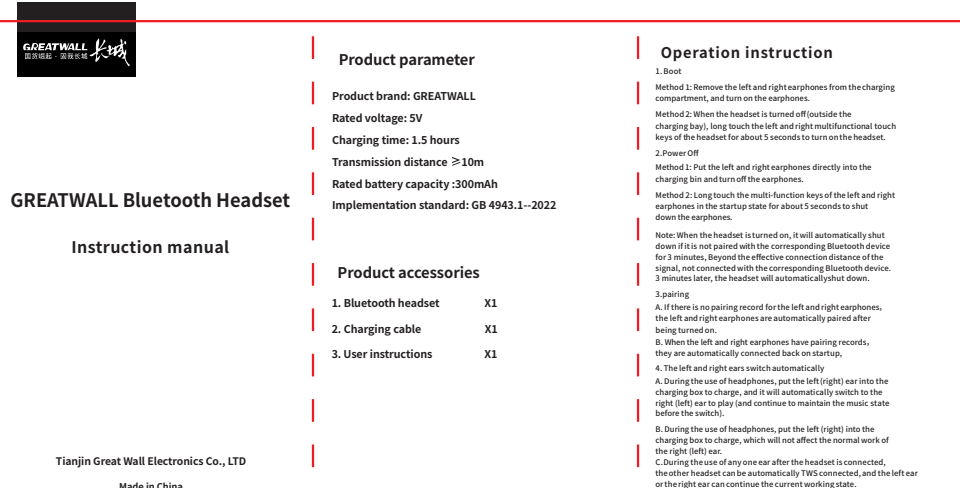 GREATWALL 长城
国货崛起·固我长城
GREATWALL Bluetooth Headset
Instruction manual
Tianjin Great Wall Electronics Co., LTD
Made in China
Product parameter
Product brand: GREATWALL
Rated voltage: 5V
Charging time: 1.5 hours
Transmission distance ≥10m
Rated battery capacity :300mAh
Implementation standard: GB 4943.1--2022
Product accessories
1. Bluetooth headset X1
2. Charging cable X1
3. User instructions X1
Operation instruction
1. Boot
Method 1: Remove the left and right earphones from the charging
compartment, and turn on the earphones.
Method 2: When the headset is turned off (outside the
charging bay), long touch the left and right multifunctional touch
keys of the headset for about 5 seconds to turn on the headset.
2.Power Off
Method 1: Put the left and right earphones directly into the
charging bin and turn off the earphones.
Method 2: Long touch the multi-function keys of the left and right
earphones in the startup state for about 5 seconds to shut
down the earphones.
Note: When the headset is turned on, it will automatically shut
down if it is not paired with the corresponding Bluetooth device
for 3 minutes, Beyond the effective connection distance of the
signal, not connected with the corresponding Bluetooth device.
3 minutes later, the headset will automaticallyshut down.
3.pairing
A. If there is no pairing record for the left and right earphones,
the left and right earphones are automatically paired after
being turned on.
B. When the left and right earphones have pairing records,
they are automatically connected back on startup,
4. The left and right ears switch automatically
A. During the use of headphones, put the left (right) ear into the
charging box to charge, and it will automatically switch to the
right (left) ear to play (and continue to maintain the music state
before the switch).
B. During the use of headphones, put the left (right) into the
charging box to charge, which will not affect the normal work of
the right (left) ear.
C. During the use of any one ear after the headset is connected,
the other headset can be automatically TWS connected, and the left ear
or the right ear can continue the current working state.